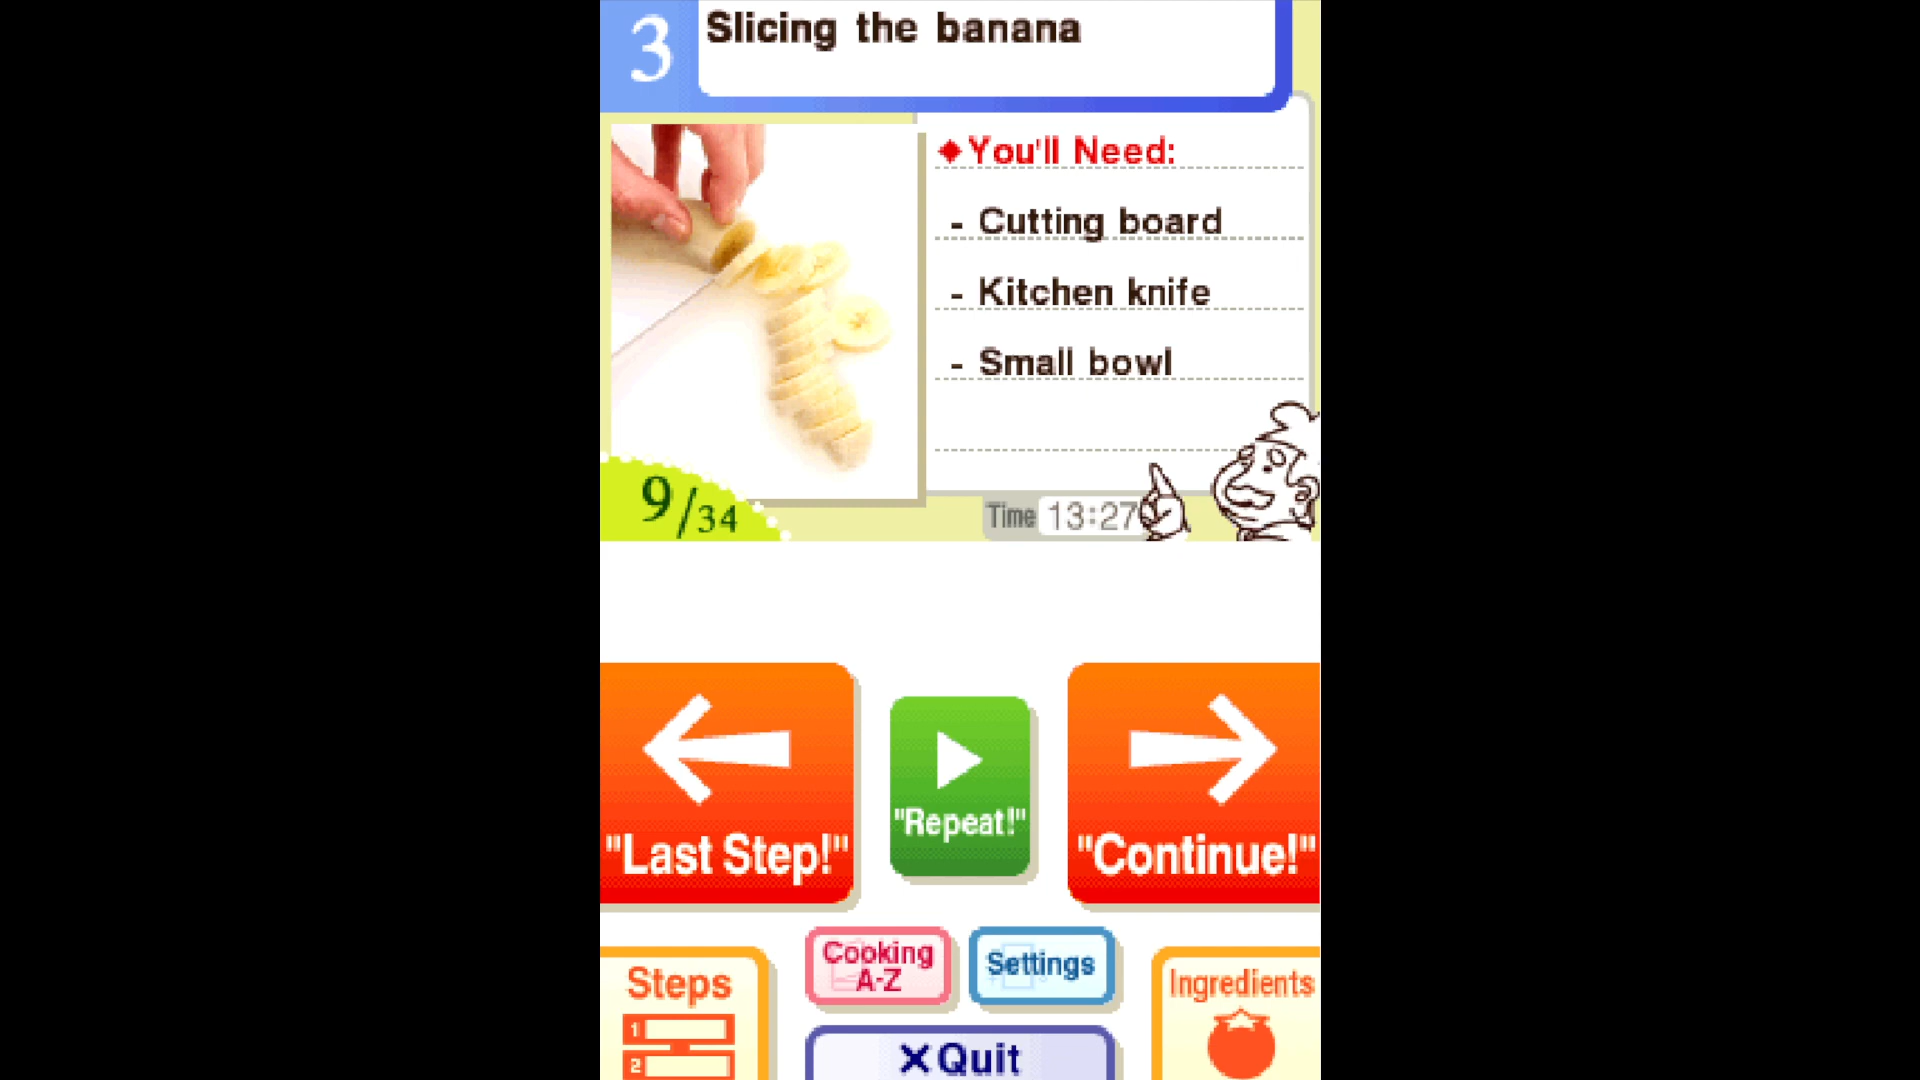 3
Slicing the banana
◆You'll Need:
- Cutting board
- Kitchen knife
- Small bowl
9/34
Time 13:27
"Last Step!"
"Repeat!"
"Continue!"
Cooking
A-Z
Settings
Steps
1
2
Ingredients
×Quit